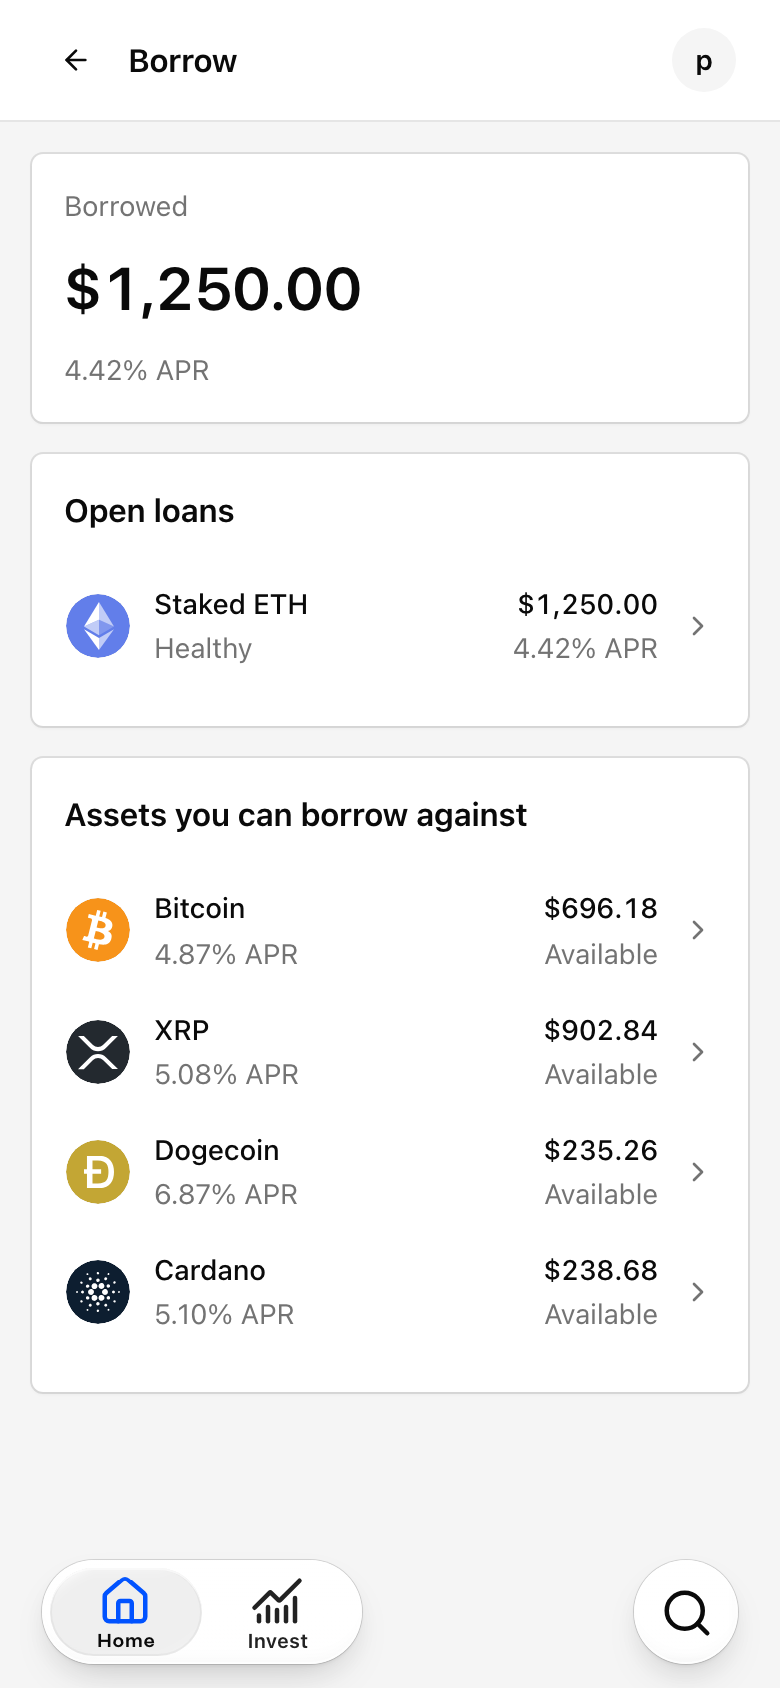 Borrow
p
Borrowed
$1,250.00
4.42% APR
Open loans
Staked ETH
$1,250.00
Healthy
4.42% APR
Assets you can borrow against
Bitcoin
$696.18
4.87% APR
Available
XRP
$902.84
5.08% APR
Available
Dogecoin
$235.26
6.87% APR
Available
Cardano
$238.68
5.10% APR
Available
Home
Invest